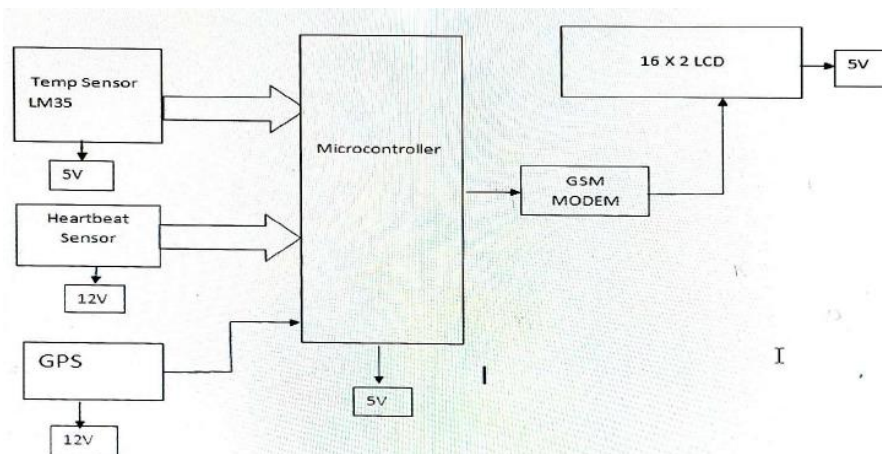 Temp Sensor
LM35
5V
Heartbeat
Sensor
12V
GPS
12V
Microcontroller
5V
GSM
MODEM
16 X 2 LCD
5V